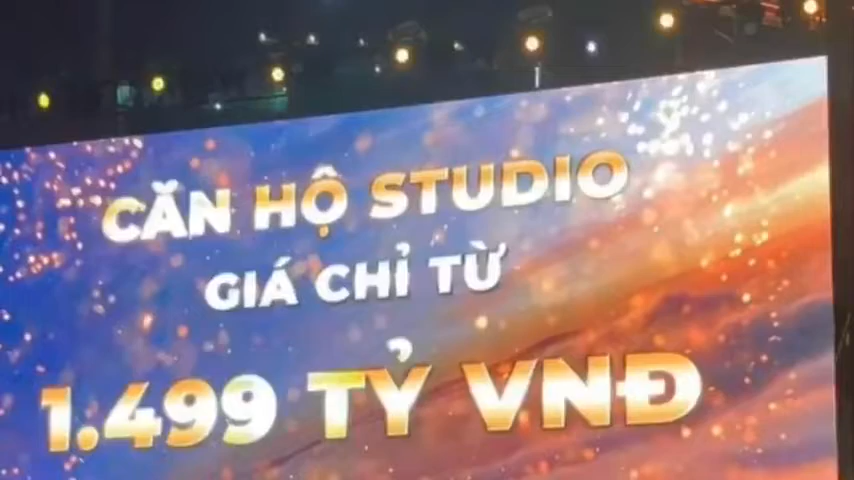 CĂN HỘ STUDIO
GIÁ CHỈ TỪ
1.499 TỶ VNĐ